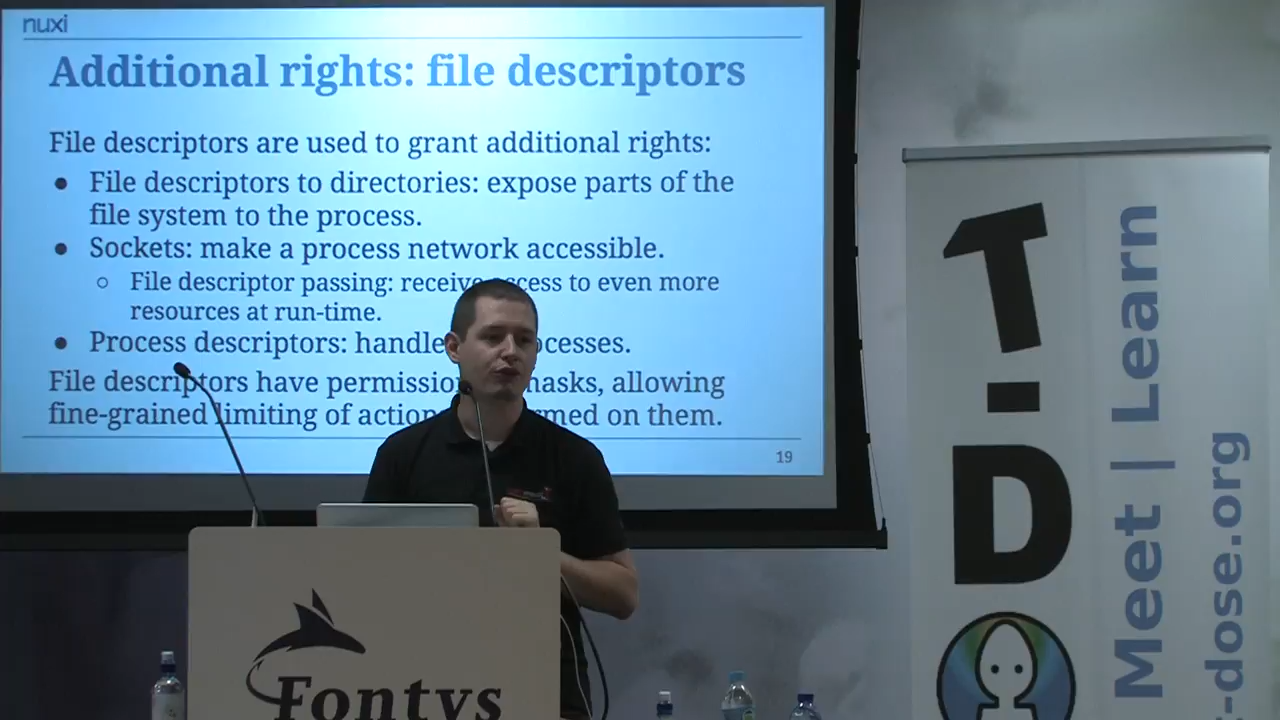 nuxi
Additional rights: file descriptors
File descriptors are used to grant additional rights:
● File descriptors to directories: expose parts of the
file system to the process.
● Sockets: make a process network accessible.
○ File descriptor passing: receive access to even more
resources at run-time.
● Process descriptors: handle ocesses.
File descriptors have permission masks, allowing
fine-grained limiting of action rmed on them.
19
Fontys
T-D
Meet | Learn
-dose.org